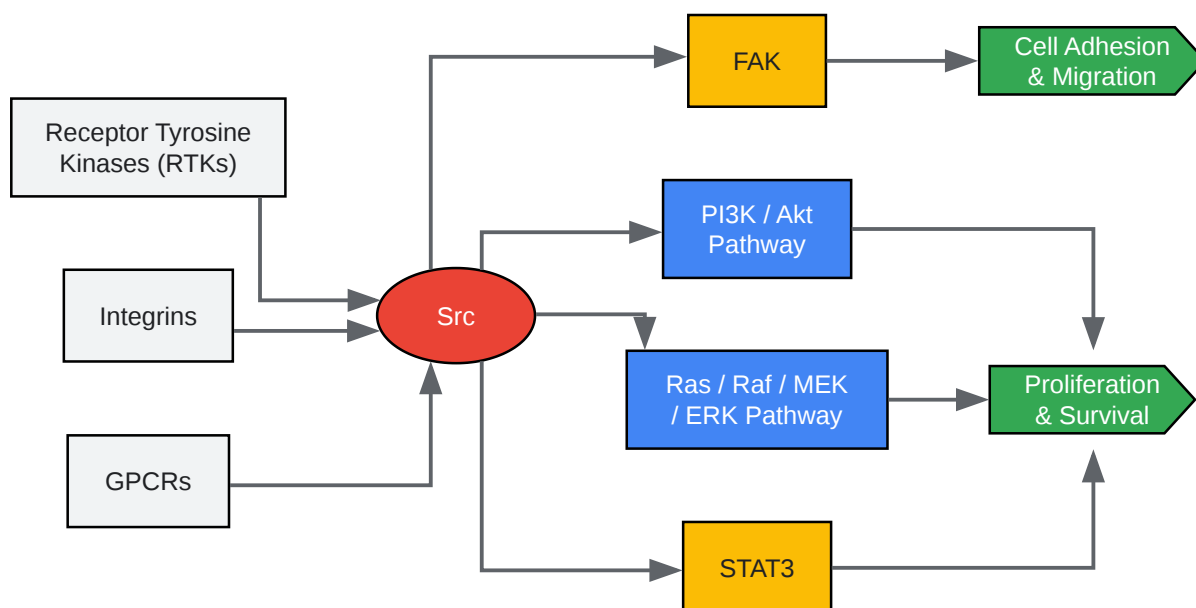 FAK
Cell Adhesion
& Migration
Receptor Tyrosine
Kinases (RTKs)
PI3K / Akt
Pathway
Integrins
Src
Ras / Raf / MEK
/ ERK Pathway
Proliferation
& Survival
GPCRs
STAT3